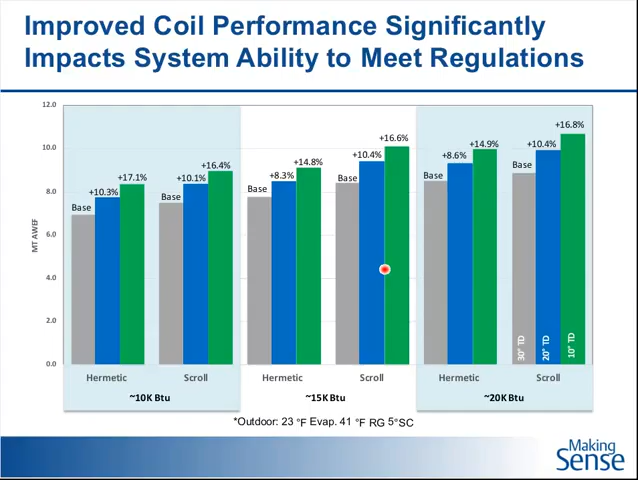 Improved Coil Performance Significantly
Impacts System Ability to Meet Regulations
12.0
10.0
8.0
6.0
4.0
2.0
0.0
MT AWEF
Base
+10.3%
+17.1%
Base
+10.1%
+16.4%
Base
+8.3%
+14.8%
Base
+10.4%
+16.6%
Base
+8.6%
+14.9%
Base
+10.4%
+16.8%
30° TD
20° TD
10° TD
Hermetic
Scroll
Hermetic
Scroll
Hermetic
Scroll
~10K Btu
~15K Btu
~20K Btu
*Outdoor: 23 °F Evap. 41 °F RG 5°SC
Making
Sense